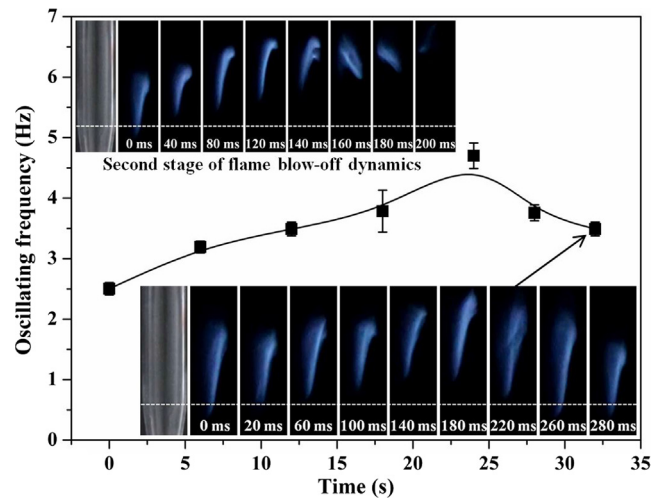 7
6
5
4
3
2
1
0
Oscillating frequency (Hz)
0 ms 40 ms 80 ms 120 ms 140 ms 160 ms 180 ms 200 ms
Second stage of flame blow-off dynamics
0 ms 20 ms 60 ms 100 ms 140 ms 180 ms 220 ms 260 ms 280 ms
0 5 10 15 20 25 30 35
Time (s)